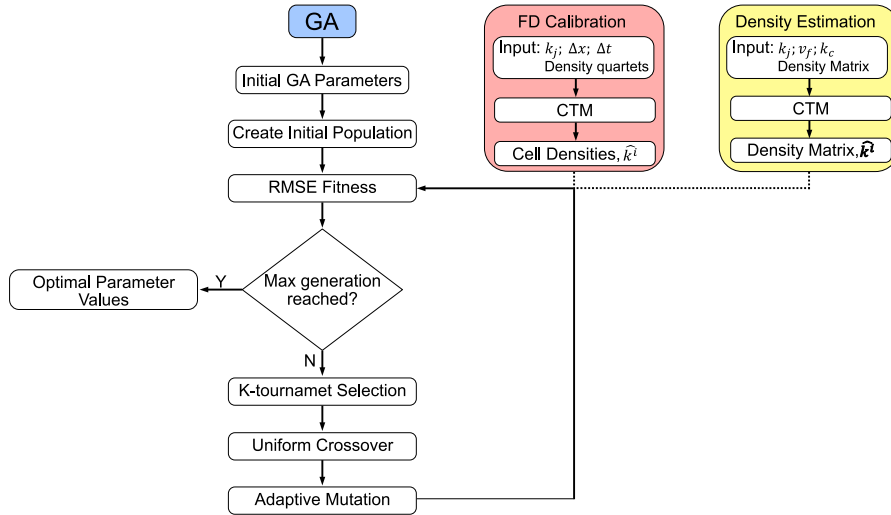 GA
Initial GA Parameters
Create Initial Population
RMSE Fitness
Max generation
reached?
Y
Optimal Parameter
Values
N
K-tournamet Selection
Uniform Crossover
Adaptive Mutation
FD Calibration
Input: k_j; Δx; Δt
Density quartets
CTM
Cell Densities, \hat{k^i}
Density Estimation
Input: k_j; v_f; k_c
Density Matrix
CTM
Density Matrix, \hat{k^i}